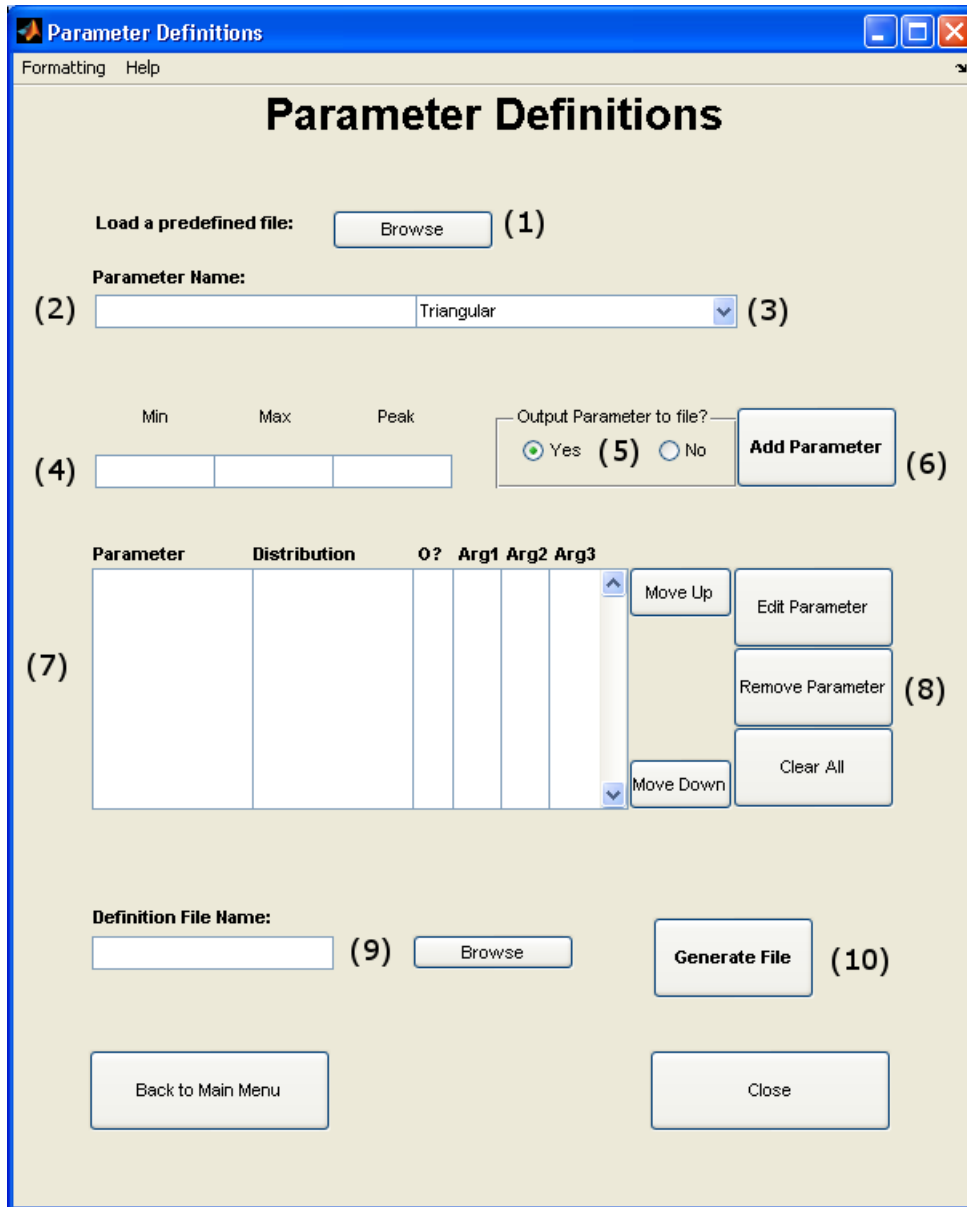 Parameter Definitions
Formatting Help
Parameter Definitions
Load a predefined file: Browse (1)
Parameter Name:
(2) Triangular (3)
Min Max Peak Output Parameter to file?
(4) Yes (5) No Add Parameter (6)
Parameter Distribution O? Arg1 Arg2 Arg3
Move Up Edit Parameter
(7) Remove Parameter (8)
Move Down Clear All
Definition File Name:
(9) Browse Generate File (10)
Back to Main Menu Close